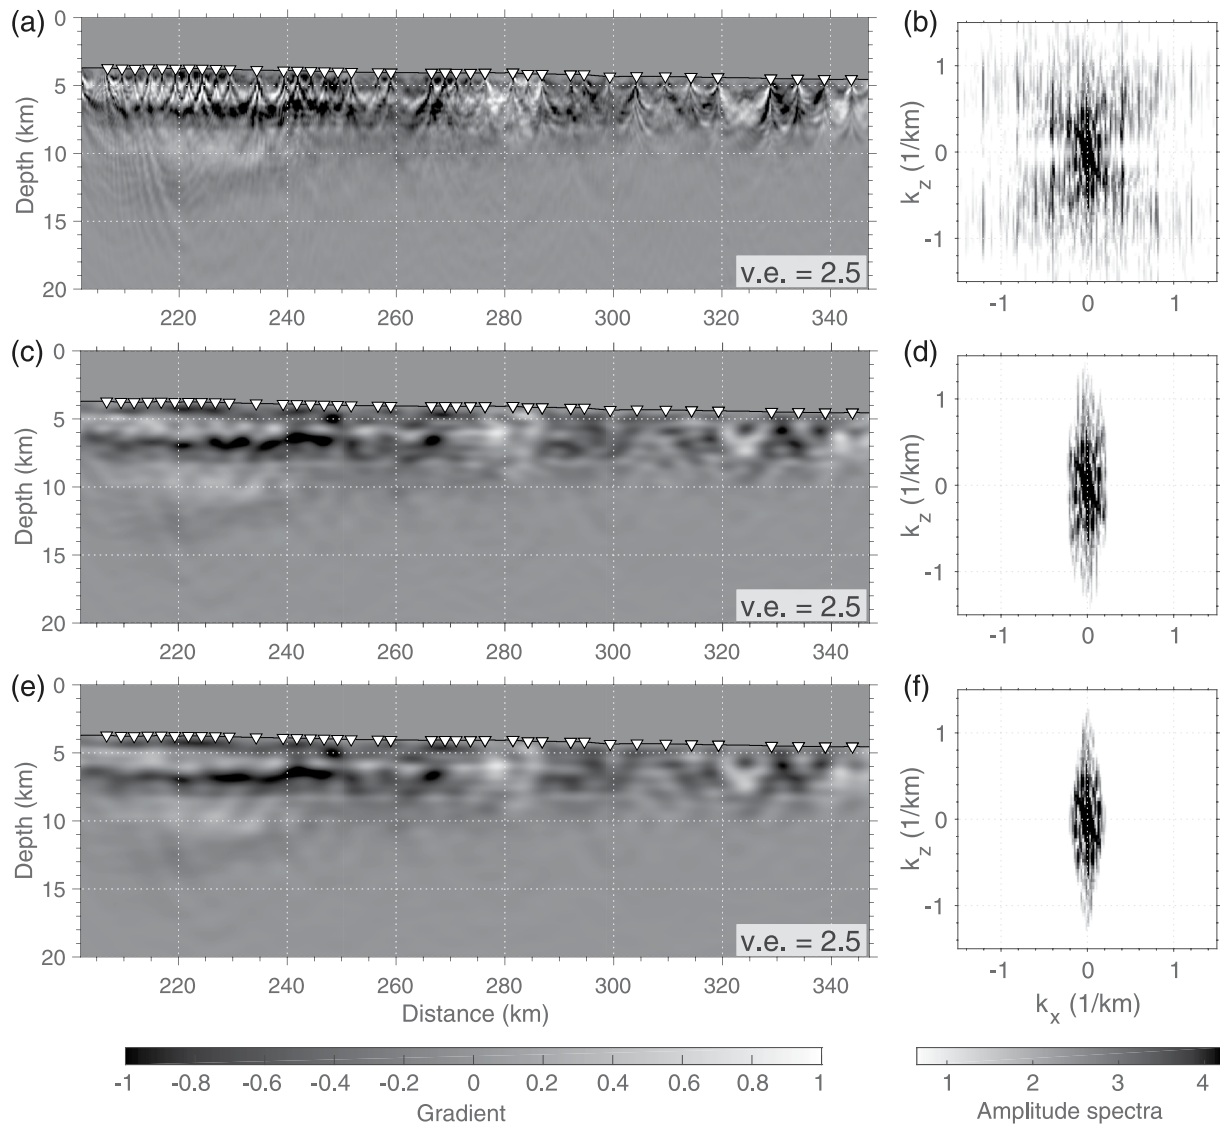 (a)
0
5
10
15
20
Depth (km)
v.e. = 2.5
220 240 260 280 300 320 340
(b)
1
0
-1
k_z (1/km)
-1 0 1
(c)
0
5
10
15
20
Depth (km)
v.e. = 2.5
220 240 260 280 300 320 340
(d)
1
0
-1
k_z (1/km)
-1 0 1
(e)
0
5
10
15
20
Depth (km)
v.e. = 2.5
220 240 260 280 300 320 340
Distance (km)
(f)
1
0
-1
k_z (1/km)
-1 0 1
k_x (1/km)
-1 -0.8 -0.6 -0.4 -0.2 0 0.2 0.4 0.6 0.8 1
Gradient
1 2 3 4
Amplitude spectra